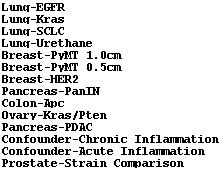 Lung-EGFR
Lung-Kras
Lung-SCLC
Lung-Urethane
Breast-PyMT 1.0cm
Breast-PyMT 0.5cm
Breast-HER2
Pancreas-PanIN
Colon-Apc
Ovary-Kras/Pten
Pancreas-PDAC
Confounder-Chronic Inflammation
Confounder-Acute Inflammation
Prostate-Strain Comparison